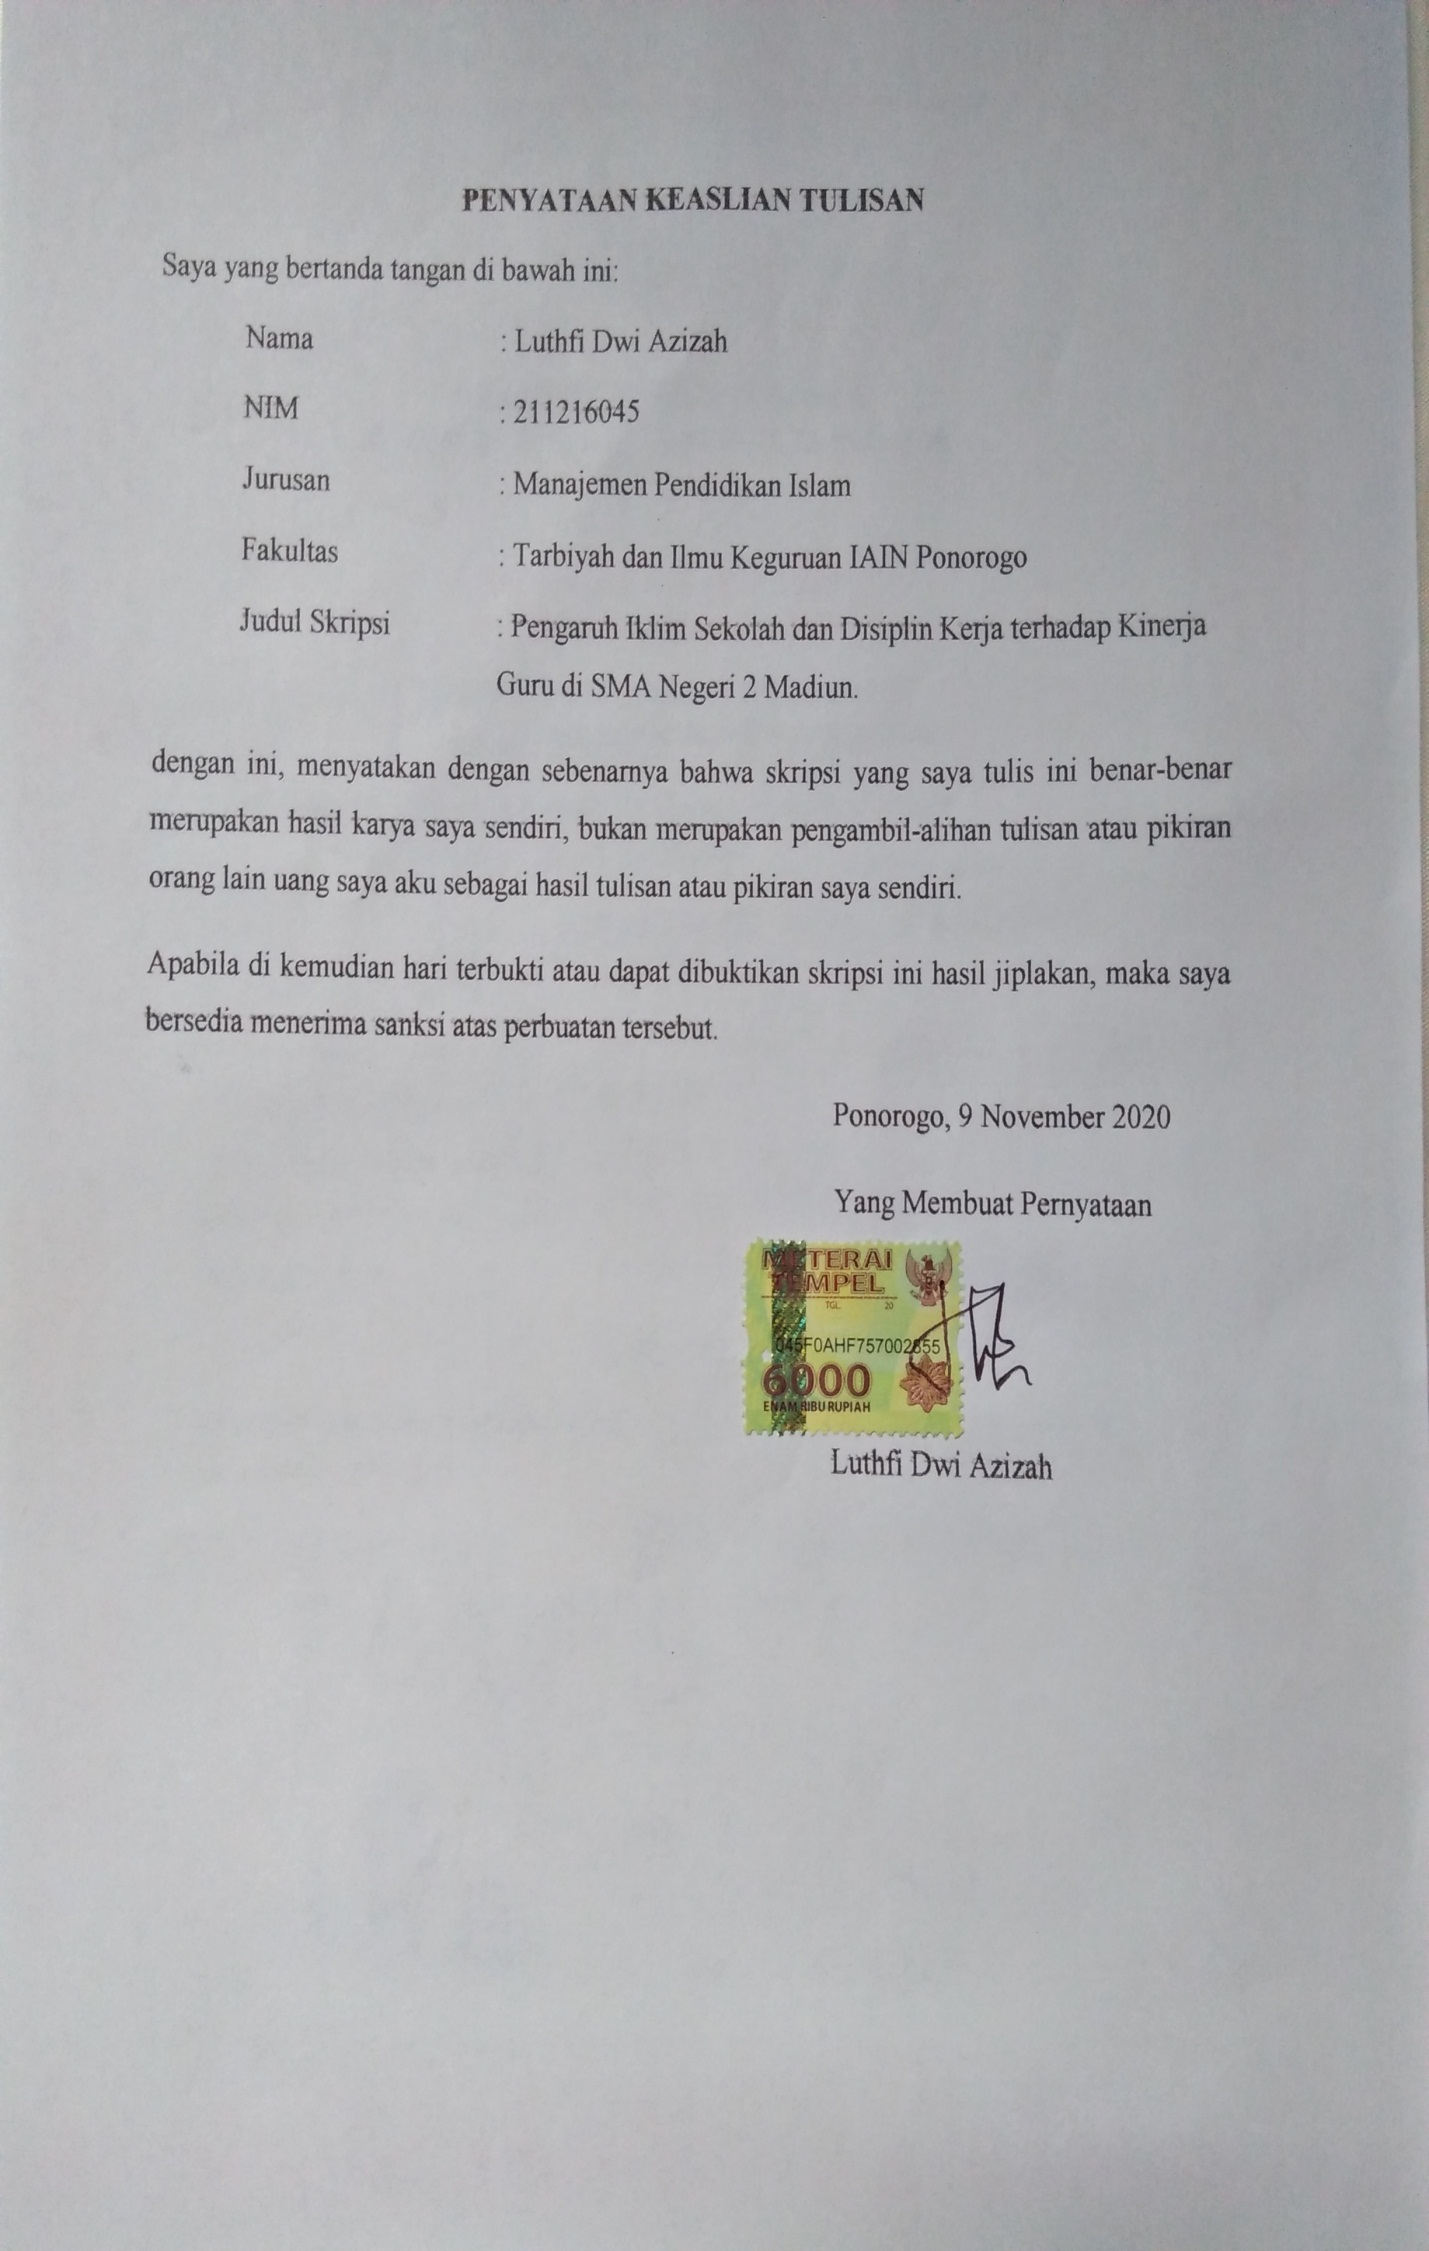 PENYATAAN KEASLIAN TULISAN
Saya yang bertanda tangan di bawah ini:
Nama : Luthfi Dwi Azizah
NIM : 211216045
Jurusan : Manajemen Pendidikan Islam
Fakultas : Tarbiyah dan Ilmu Keguruan IAIN Ponorogo
Judul Skripsi : Pengaruh Iklim Sekolah dan Disiplin Kerja terhadap Kinerja
Guru di SMA Negeri 2 Madiun.
dengan ini, menyatakan dengan sebenarnya bahwa skripsi yang saya tulis ini benar-benar
merupakan hasil karya saya sendiri, bukan merupakan pengambil-alihan tulisan atau pikiran
orang lain uang saya aku sebagai hasil tulisan atau pikiran saya sendiri.
Apabila di kemudian hari terbukti atau dapat dibuktikan skripsi ini hasil jiplakan, maka saya
bersedia menerima sanksi atas perbuatan tersebut.
Ponorogo, 9 November 2020
Yang Membuat Pernyataan
METERAI
TEMPEL
TGL. 20
6000
ENAM RIBU RUPIAH
Luthfi Dwi Azizah